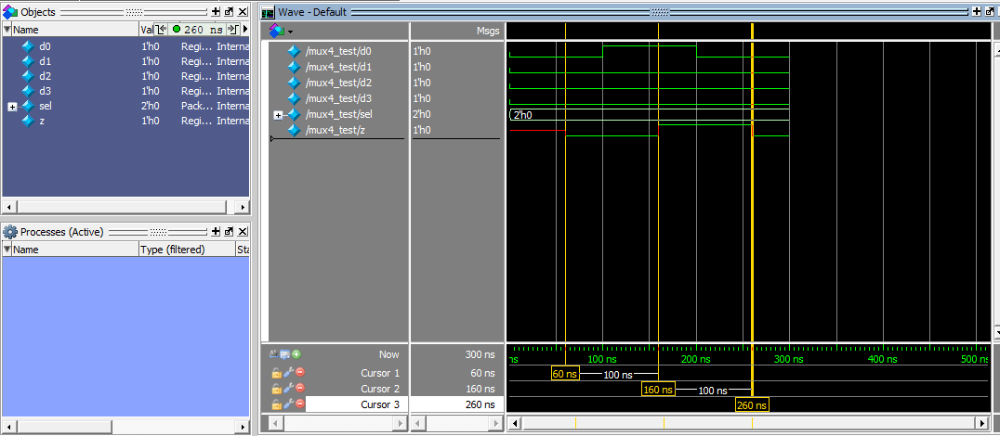 Objects
Name Val 260 ns
d0 1'h0 Regi... Interna
d1 1'h0 Regi... Interna
d2 1'h0 Regi... Interna
d3 1'h0 Regi... Interna
sel 2'h0 Pack... Interna
z 1'h0 Regi... Interna
Processes (Active)
Name Type (filtered) Sta
Wave - Default
Msgs
/mux4_test/d0 1'h0
/mux4_test/d1 1'h0
/mux4_test/d2 1'h0
/mux4_test/d3 1'h0
/mux4_test/sel 2'h0 2'h0
/mux4_test/z 1'h0
Now 300 ns ns 100 ns 200 ns 300 ns 400 ns 500 ns
Cursor 1 60 ns 60 ns 100 ns
Cursor 2 160 ns 160 ns 100 ns
Cursor 3 260 ns 260 ns